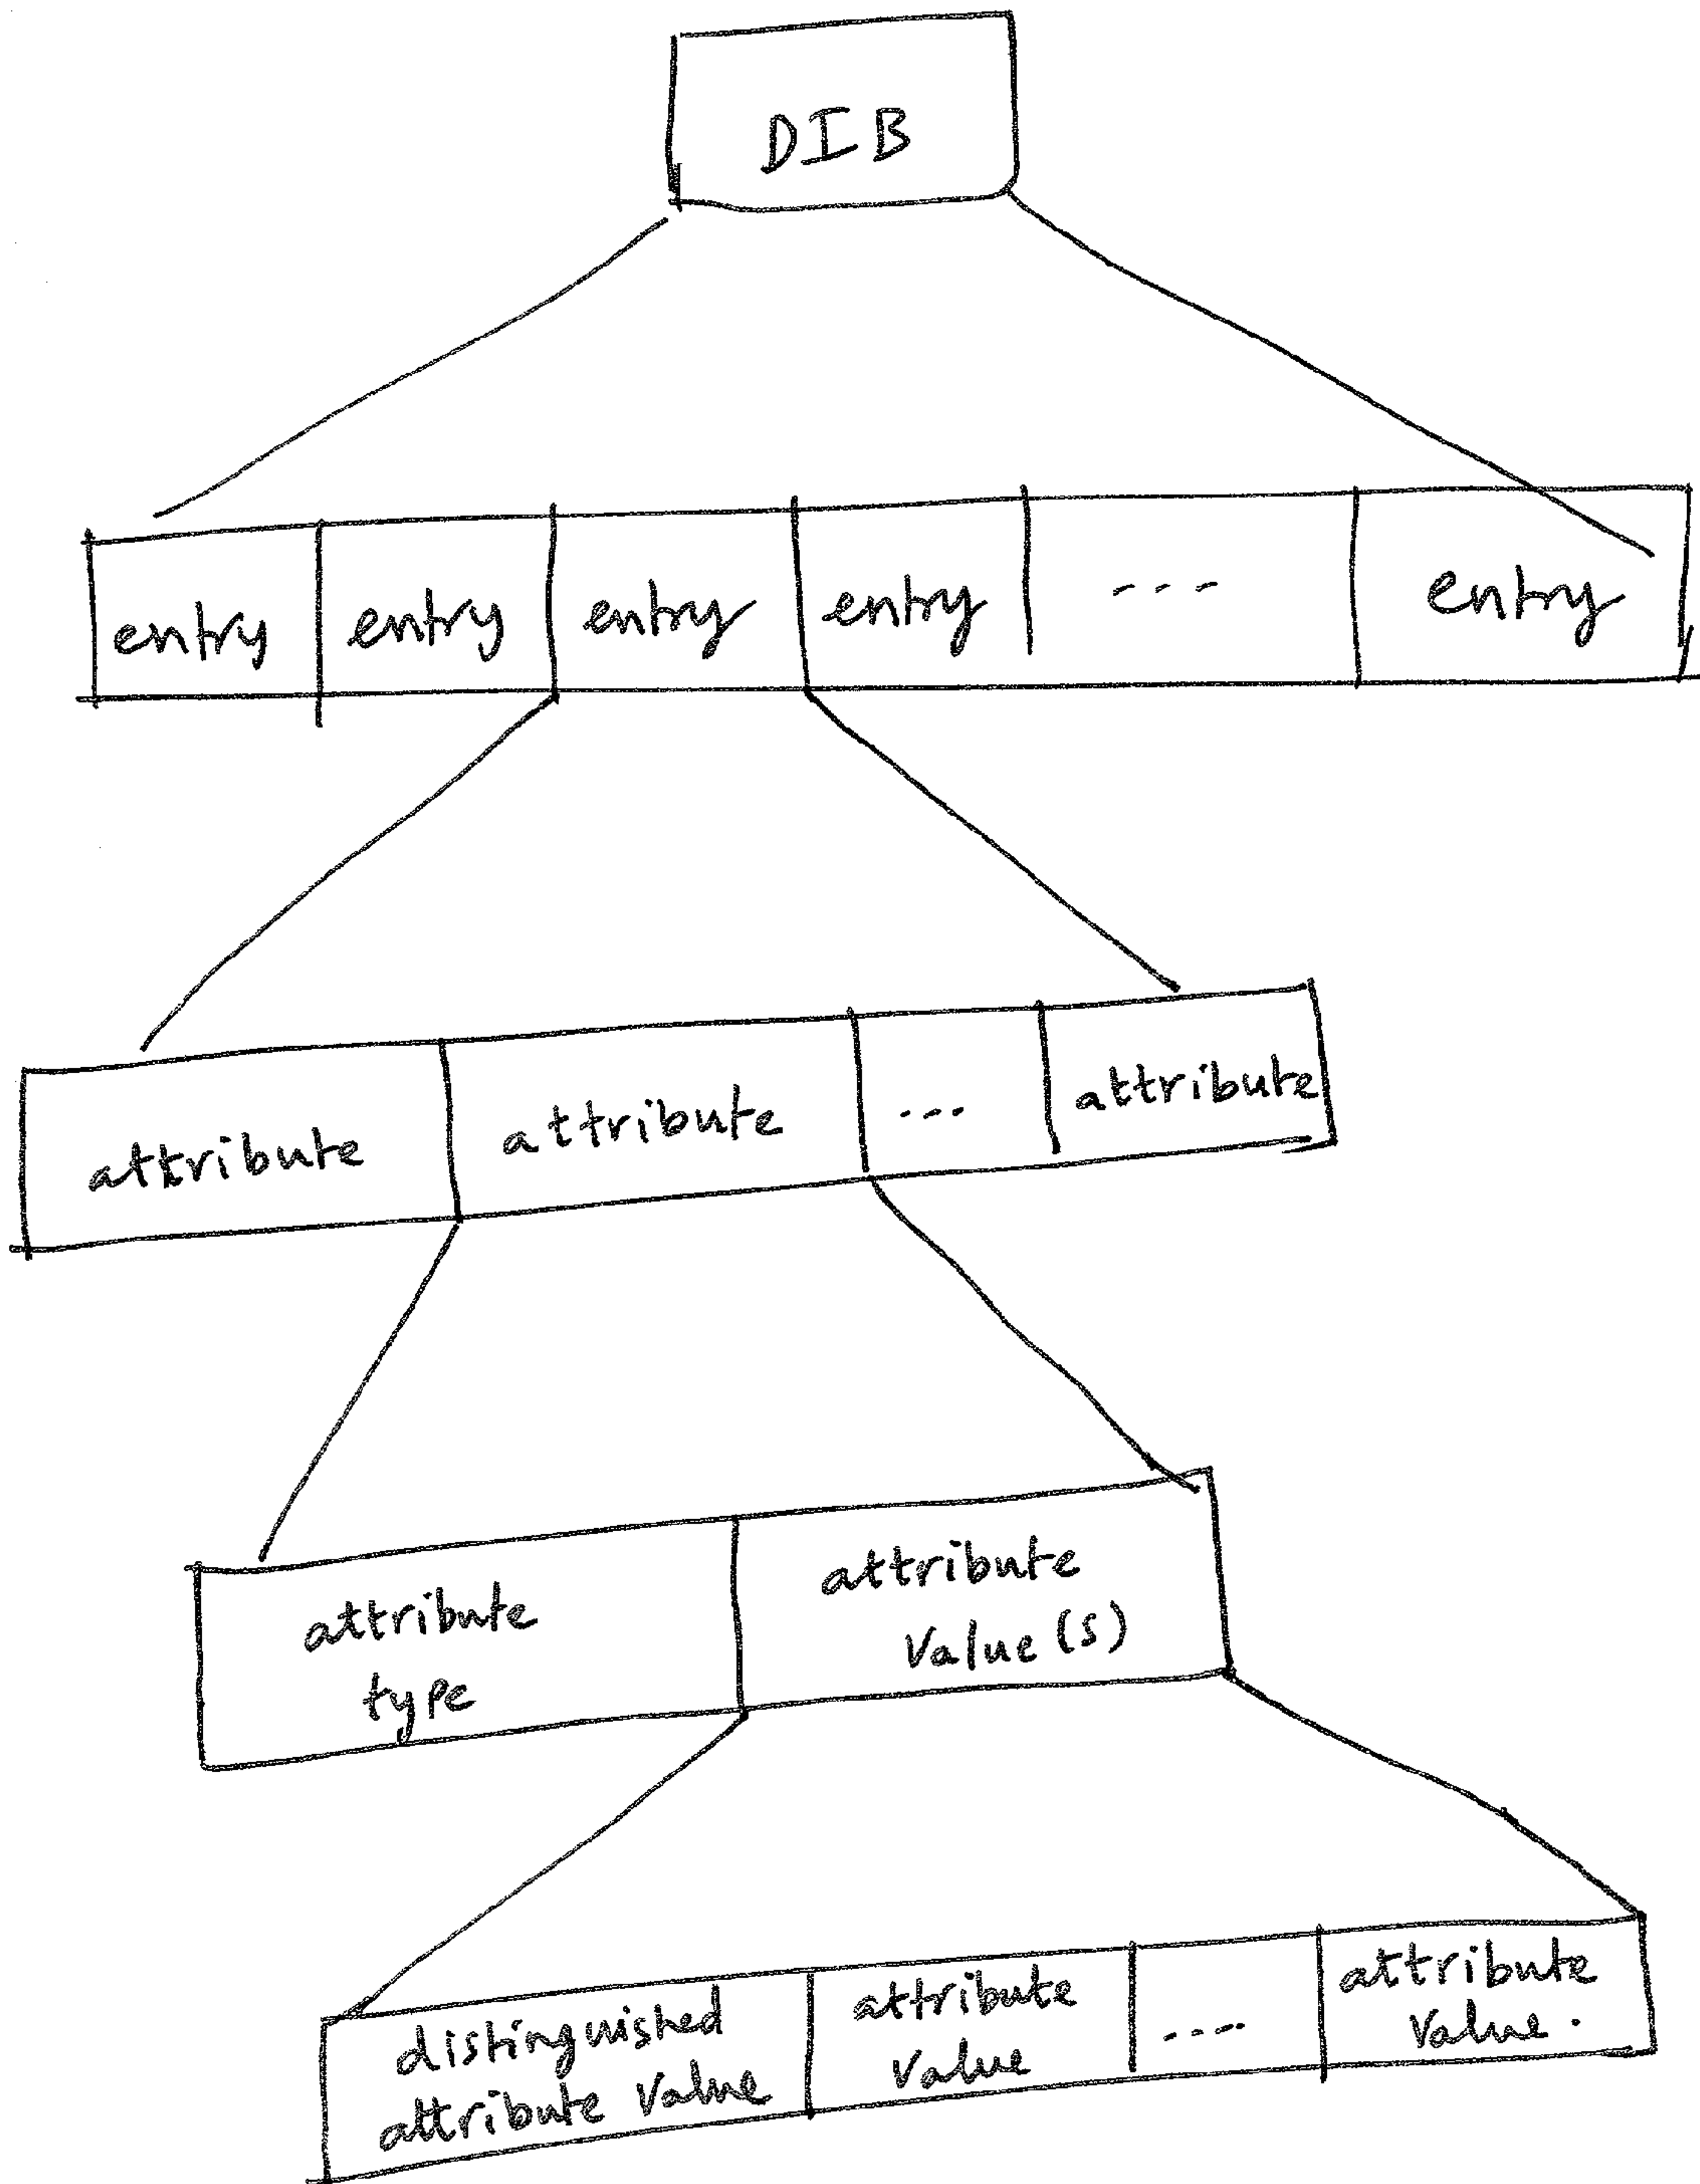 DIB
entry entry entry entry --- entry
attribute attribute --- attribute
attribute attribute
type Value(s)
distinguished attribute ---- attribute
attribute Value Value Value.